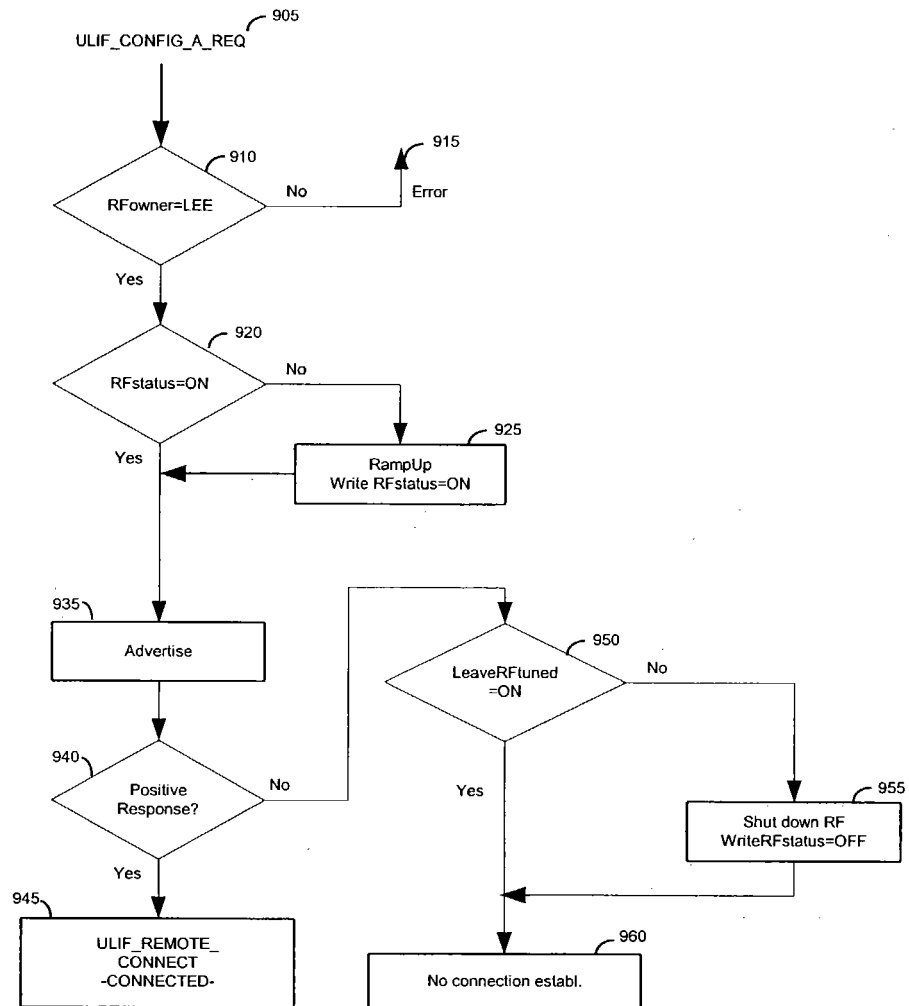 905
ULIF_CONFIG_A_REQ
910
915
RFowner=LEE
No
Error
Yes
920
RFstatus=ON
No
925
Yes
RampUp
Write RFstatus=ON
935
Advertise
950
LeaveRFtuned
=ON
No
940
Positive
Response?
No
Yes
955
Shut down RF
WriteRFstatus=OFF
Yes
945
ULIF_REMOTE_
CONNECT
-CONNECTED-
960
No connection establ.